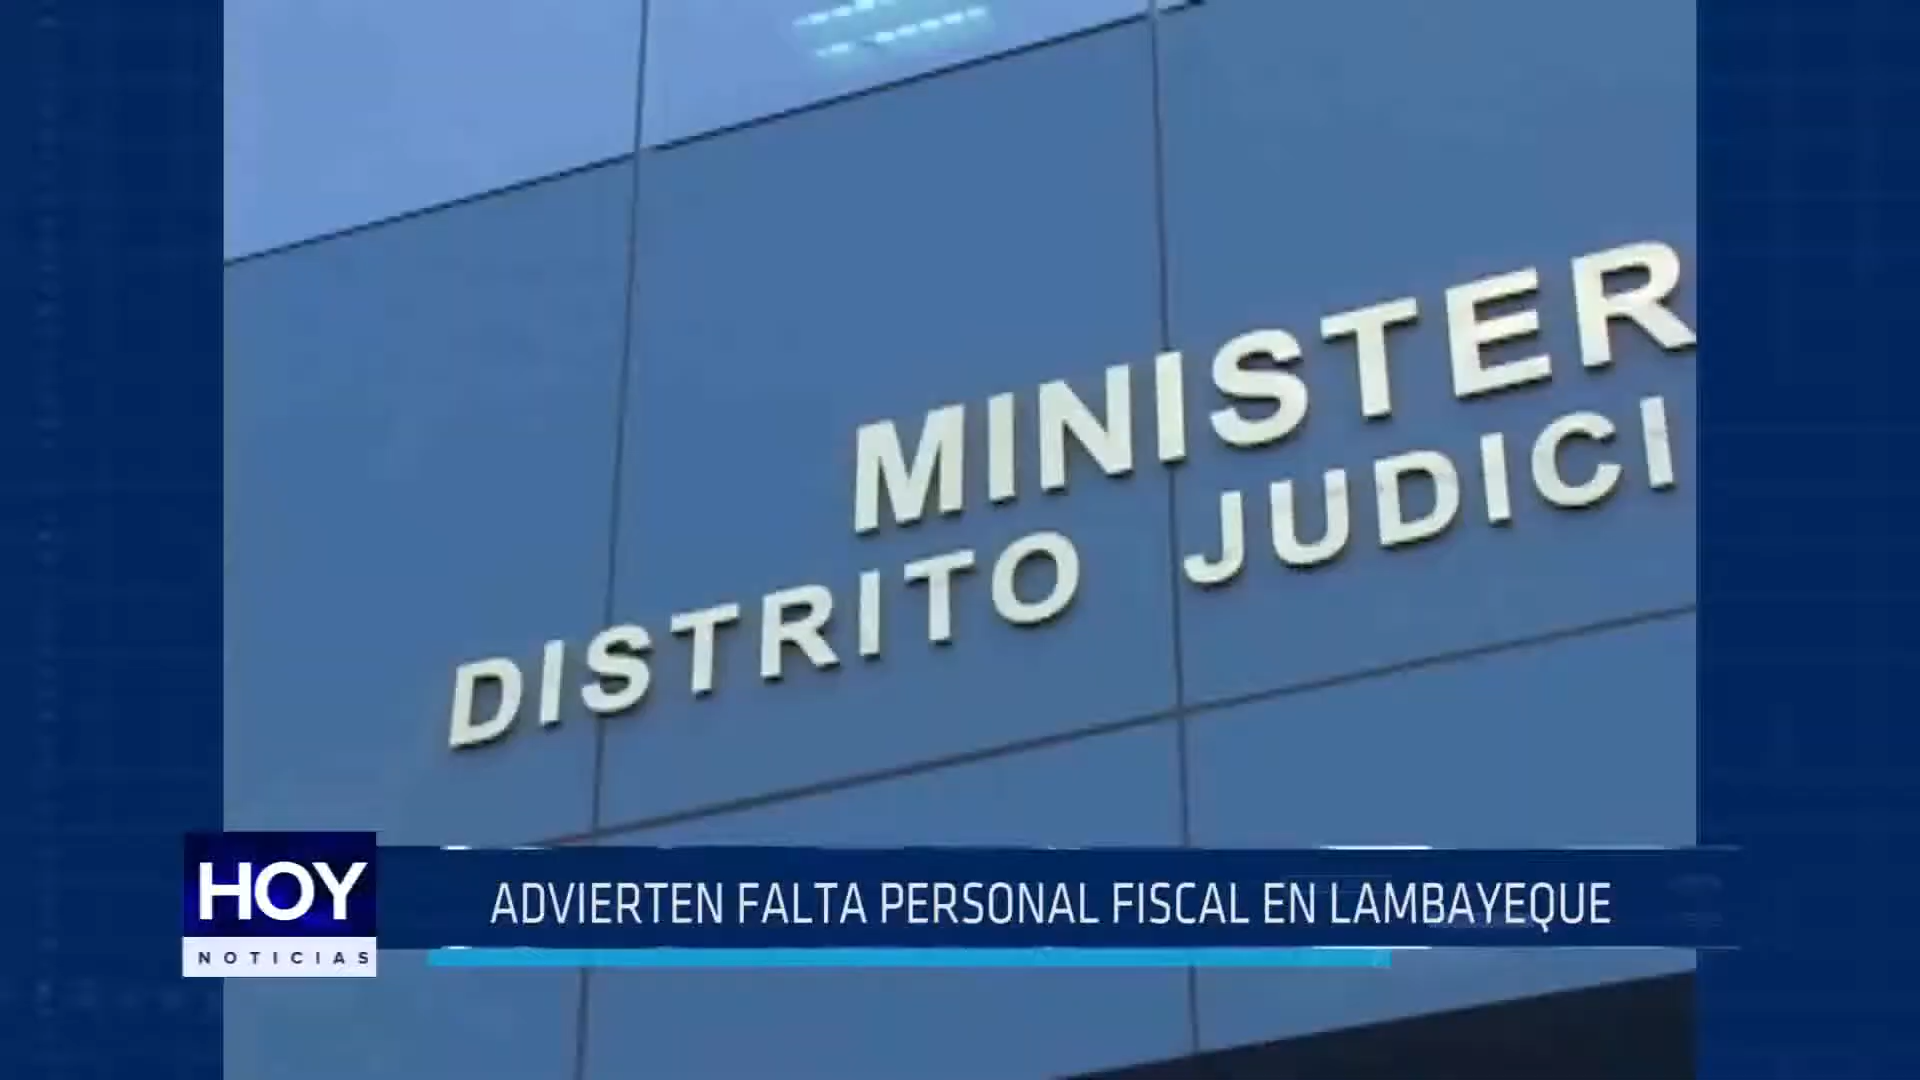 MINISTER
DISTRITO JUDICI
HOY
NOTICIAS
ADVIERTEN FALTA PERSONAL FISCAL EN LAMBAYEQUE